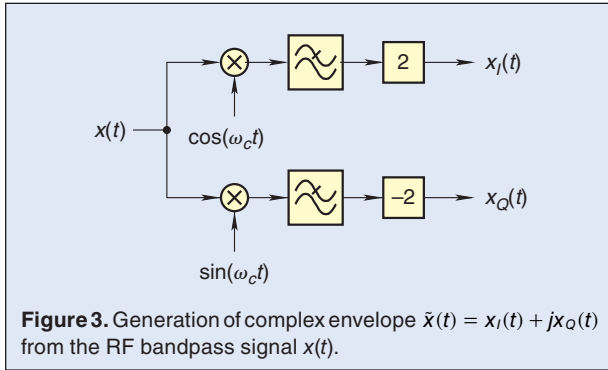 2
x_I(t)
x(t)
cos(ω_c t)
–2
x_Q(t)
sin(ω_c t)
Figure 3. Generation of complex envelope x̃(t) = x_I(t) + jx_Q(t)
from the RF bandpass signal x(t).